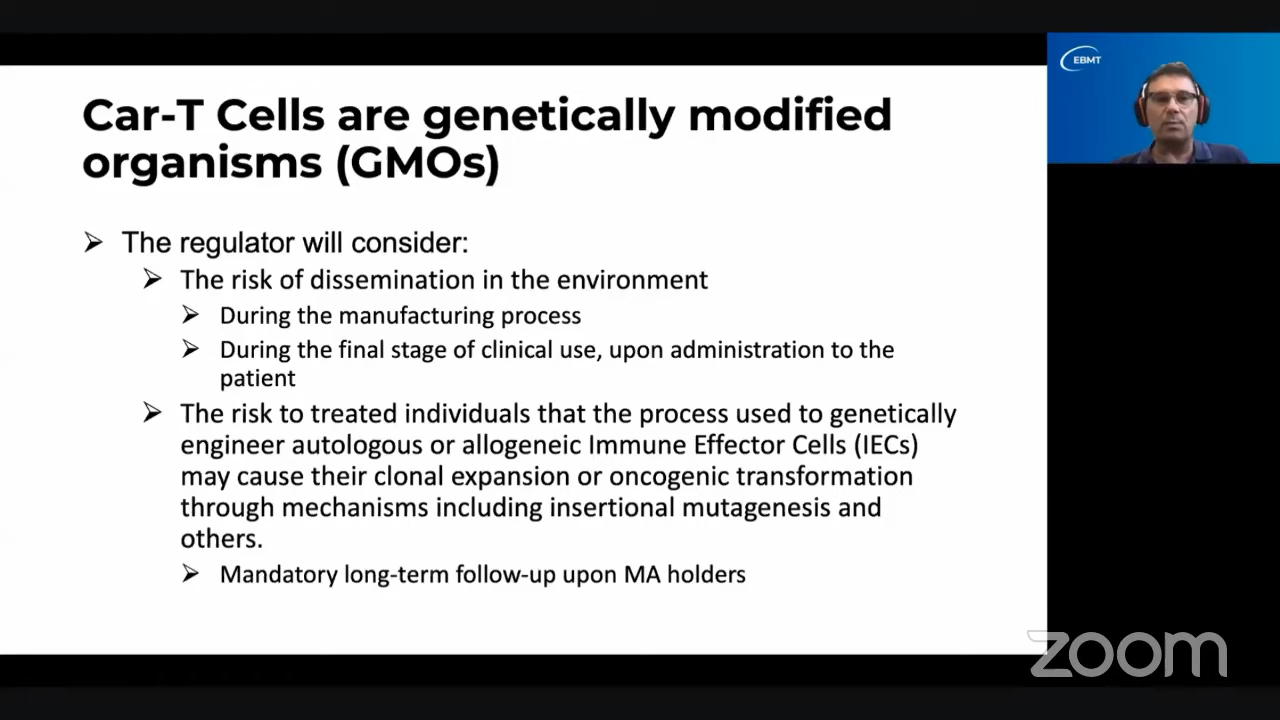 Car-T Cells are genetically modified
organisms (GMOs)
➢ The regulator will consider:
➢ The risk of dissemination in the environment
➢ During the manufacturing process
➢ During the final stage of clinical use, upon administration to the
patient
➢ The risk to treated individuals that the process used to genetically
engineer autologous or allogeneic Immune Effector Cells (IECs)
may cause their clonal expansion or oncogenic transformation
through mechanisms including insertional mutagenesis and
others.
➢ Mandatory long-term follow-up upon MA holders
EBMT
zoom